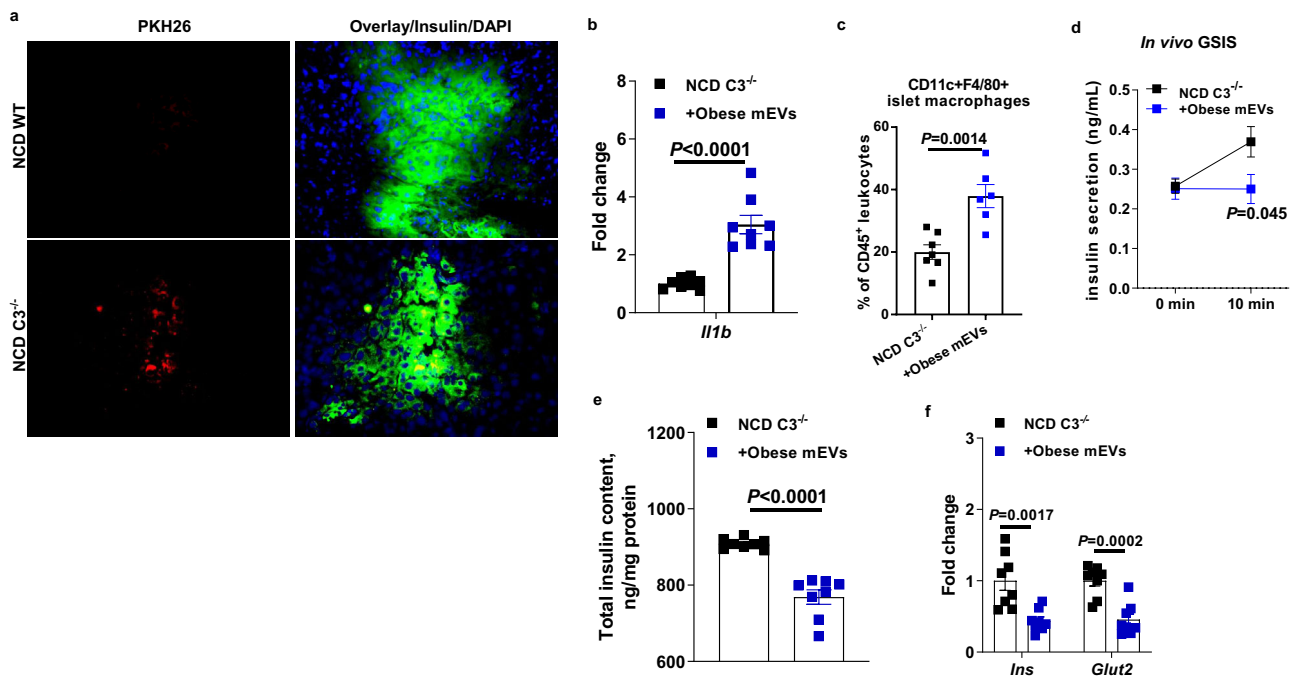 a
PKH26
Overlay/Insulin/DAPI
NCD WT
NCD C3-/-
b
8
6
4
2
0
Fold change
NCD C3-/-
+Obese mEVs
P<0.0001
Il1b
c
CD11c+F4/80+
islet macrophages
60
40
20
0
% of CD45+ leukocytes
P=0.0014
NCD C3-/-
+Obese mEVs
d
In vivo GSIS
NCD C3-/-
+Obese mEVs
0.5
0.4
0.3
0.2
0.1
0.0
insulin secretion (ng/mL)
P=0.045
0 min
10 min
e
NCD C3-/-
+Obese mEVs
1200
1000
800
600
Total insulin content,
ng/mg protein
P<0.0001
f
NCD C3-/-
+Obese mEVs
3
2
1
0
Fold change
P=0.0017
P=0.0002
Ins
Glut2